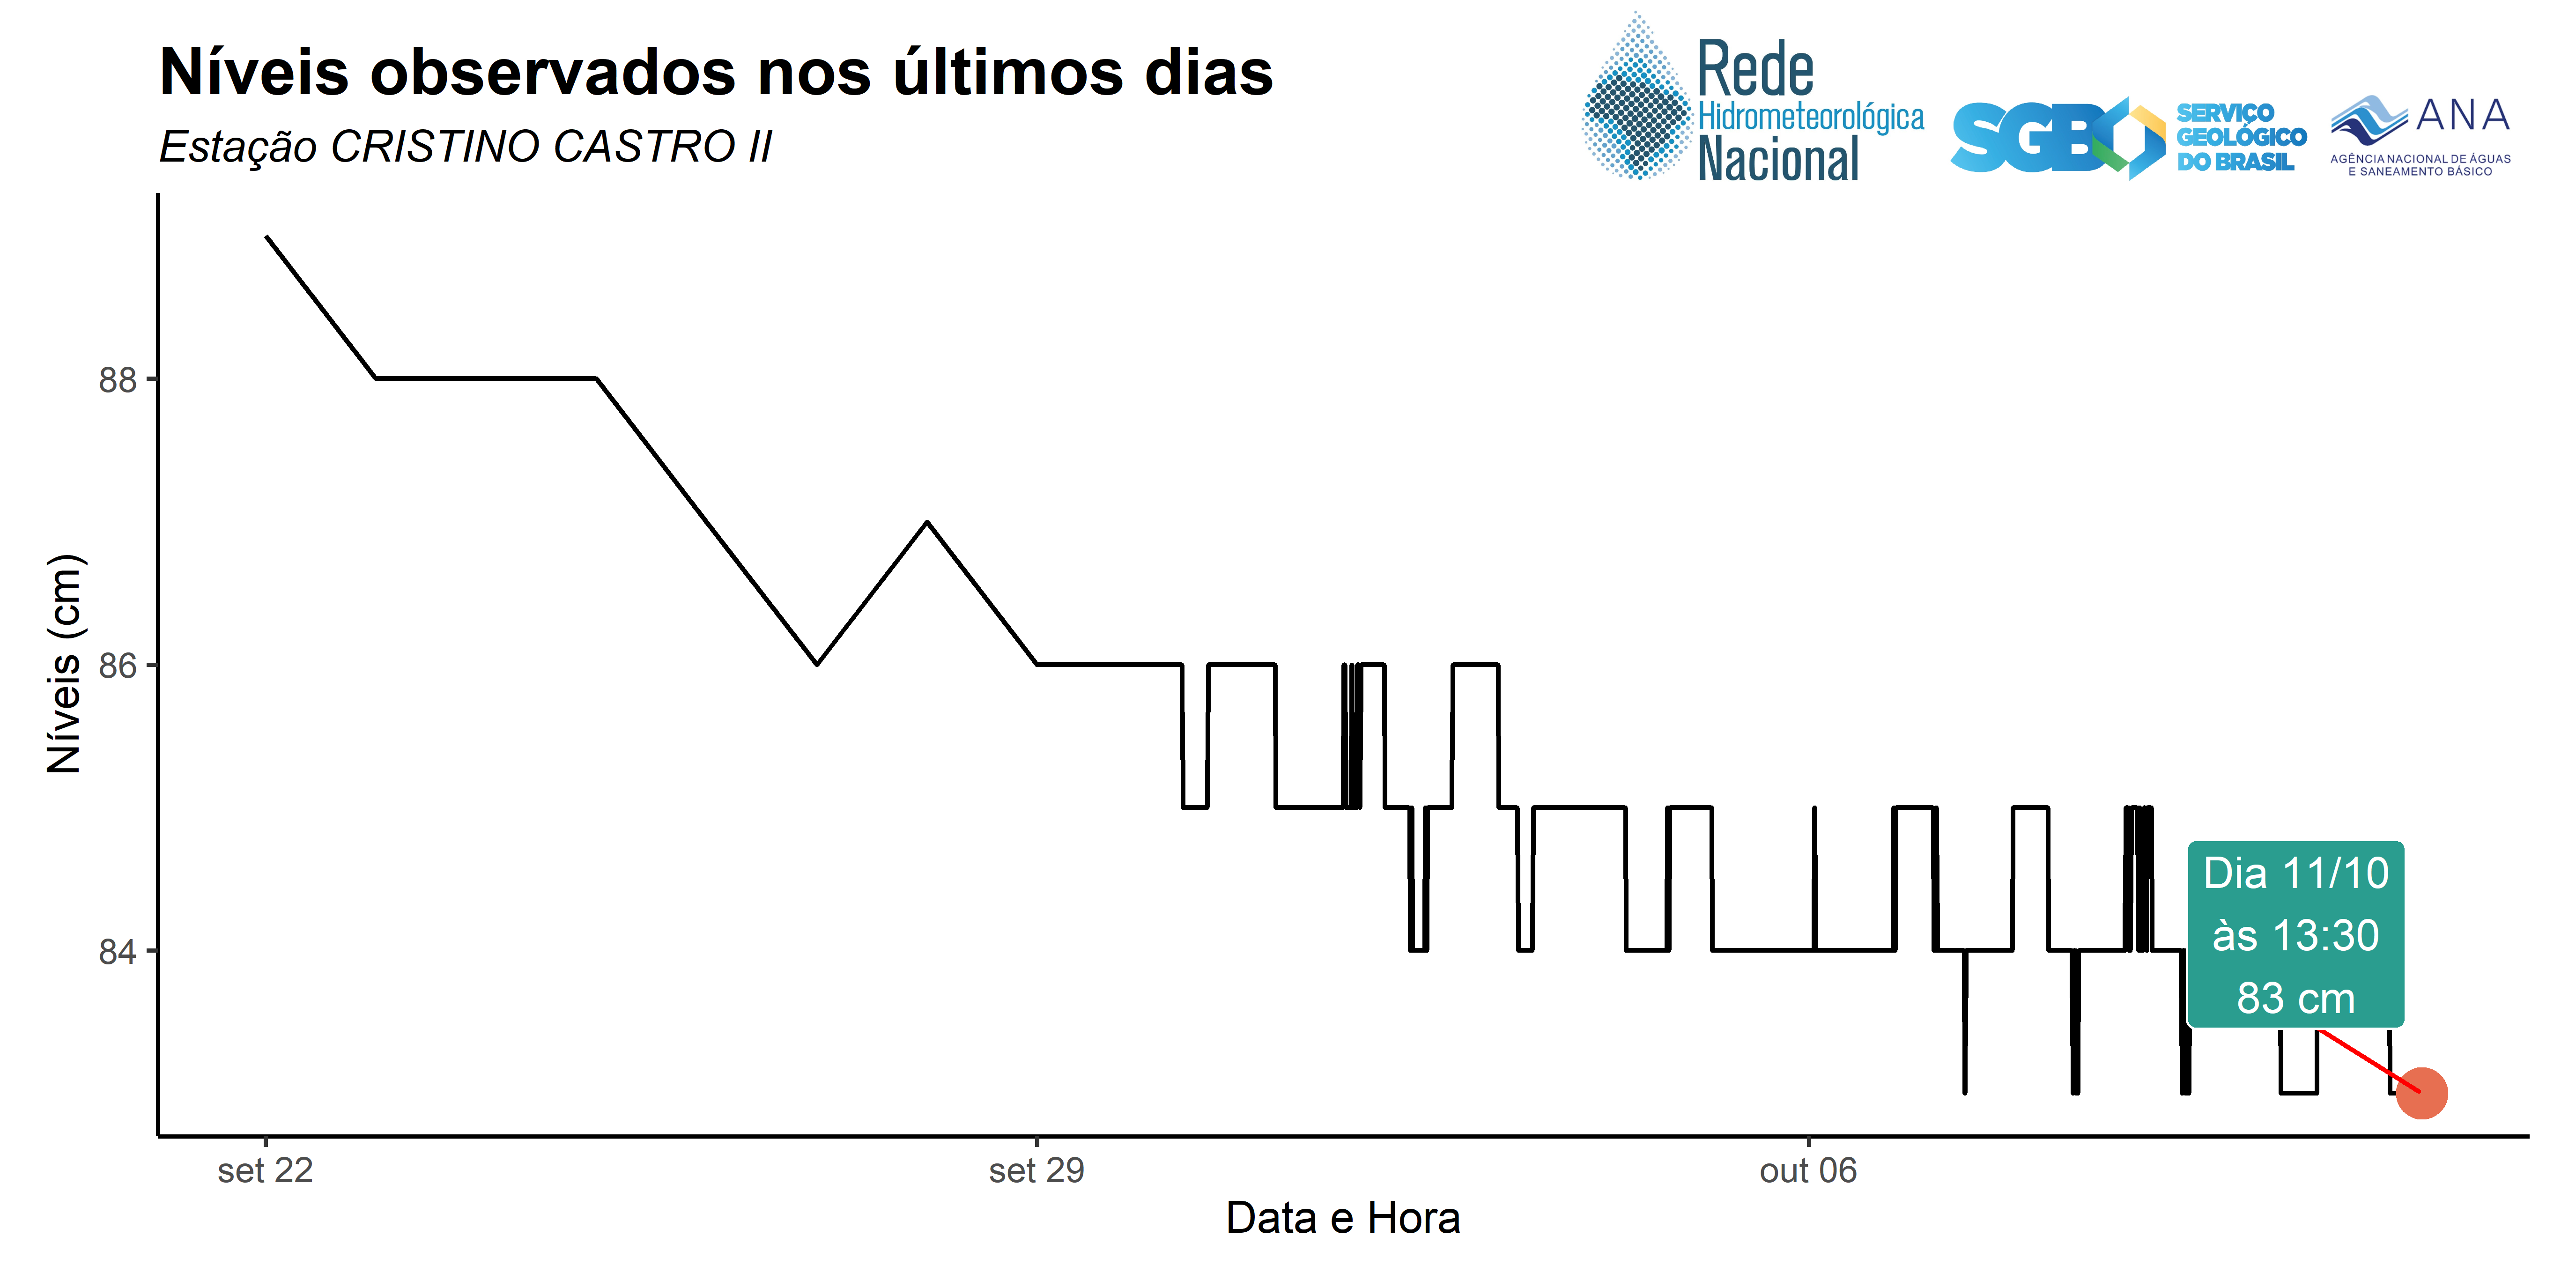 Níveis observados nos últimos dias
Estação CRISTINO CASTRO II
Rede
Hidrometeorológica
Nacional
SGB
SERVIÇO
GEOLÓGICO
DO BRASIL
ANA
AGÊNCIA NACIONAL DE ÁGUAS
E SANEAMENTO BÁSICO
Níveis (cm)
88
86
84
Dia 11/10
às 13:30
83 cm
set 22
set 29
out 06
Data e Hora